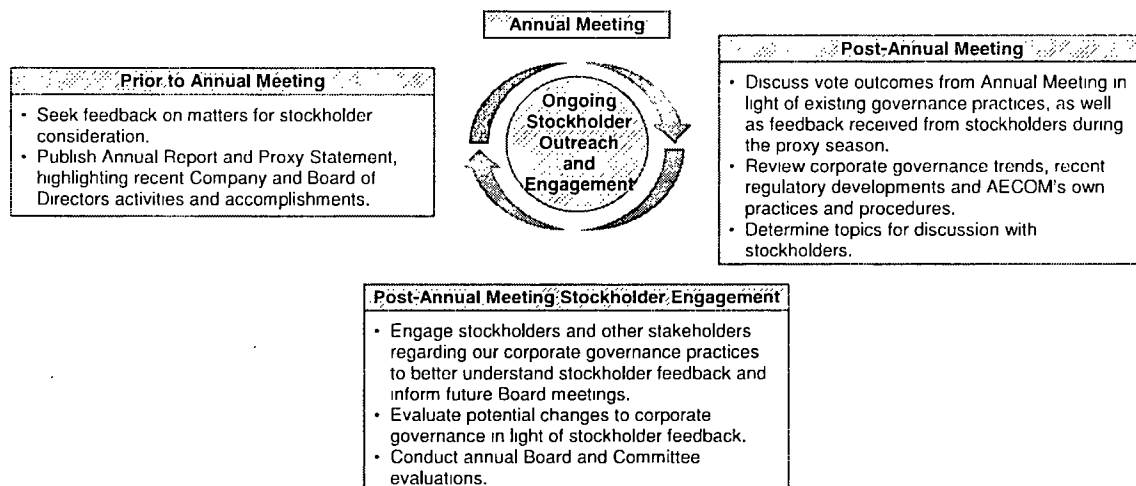 Annual Meeting
Prior to Annual Meeting
• Seek feedback on matters for stockholder
consideration.
• Publish Annual Report and Proxy Statement,
highlighting recent Company and Board of
Directors activities and accomplishments.
Ongoing
Stockholder
Outreach
and
Engagement
Post-Annual Meeting
• Discuss vote outcomes from Annual Meeting in
light of existing governance practices, as well
as feedback received from stockholders during
the proxy season.
• Review corporate governance trends, recent
regulatory developments and AECOM's own
practices and procedures.
• Determine topics for discussion with
stockholders.
Post-Annual Meeting Stockholder Engagement
• Engage stockholders and other stakeholders
regarding our corporate governance practices
to better understand stockholder feedback and
inform future Board meetings.
• Evaluate potential changes to corporate
governance in light of stockholder feedback.
• Conduct annual Board and Committee
evaluations.